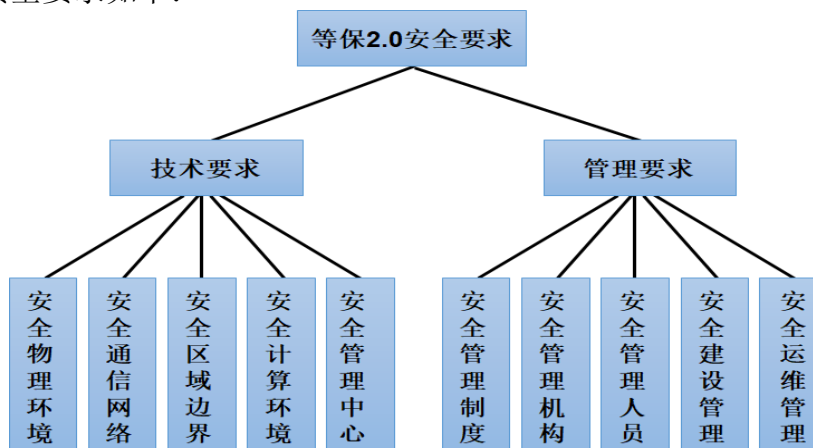 等保2.0安全要求
技术要求
管理要求
安全物理环境
安全通信网络
安全区域边界
安全计算环境
安全管理中心
安全管理制度
安全管理机构
安全管理人员
安全建设管理
安全运维管理